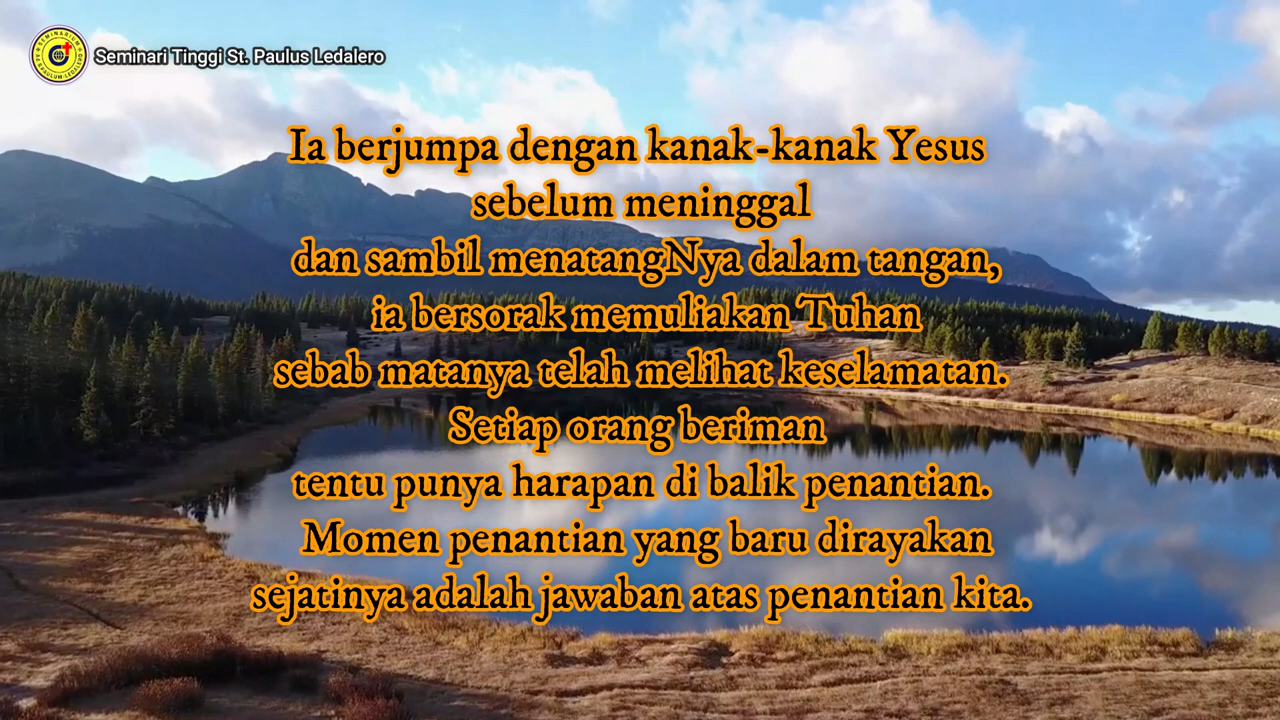 Seminari Tinggi St. Paulus Ledalero
Ia berjumpa dengan kanak-kanak Yesus
sebelum meninggal
dan sambil menatangNya dalam tangan,
ia bersorak memuliakan Tuhan
sebab matanya telah melihat keselamatan.
Setiap orang beriman
tentu punya harapan di balik penantian.
Momen penantian yang baru dirayakan
sejatinya adalah jawaban atas penantian kita.